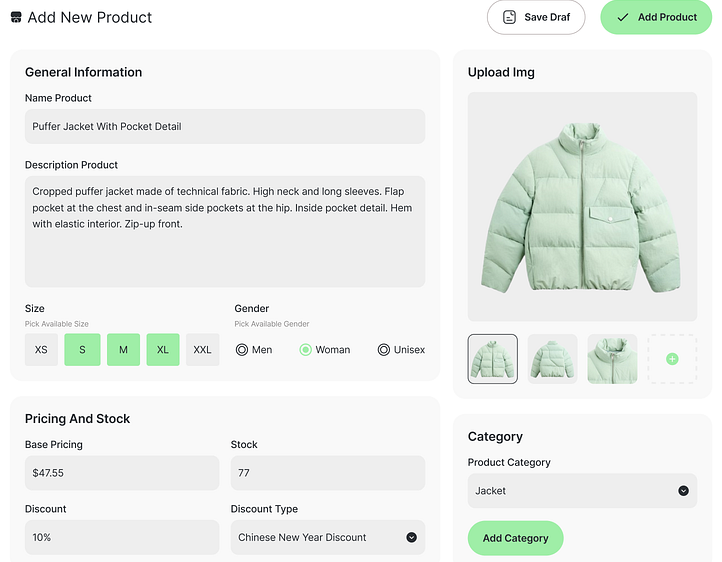 Add New Product
Save Draf
Add Product
General Information
Name Product
Puffer Jacket With Pocket Detail
Description Product
Cropped puffer jacket made of technical fabric. High neck and long sleeves. Flap
pocket at the chest and in-seam side pockets at the hip. Inside pocket detail. Hem
with elastic interior. Zip-up front.
Size
Pick Available Size
XS
S
M
XL
XXL
Gender
Pick Available Gender
Men
Woman
Unisex
Pricing And Stock
Base Pricing
$47.55
Stock
77
Discount
10%
Discount Type
Chinese New Year Discount
Upload Img
Category
Product Category
Jacket
Add Category